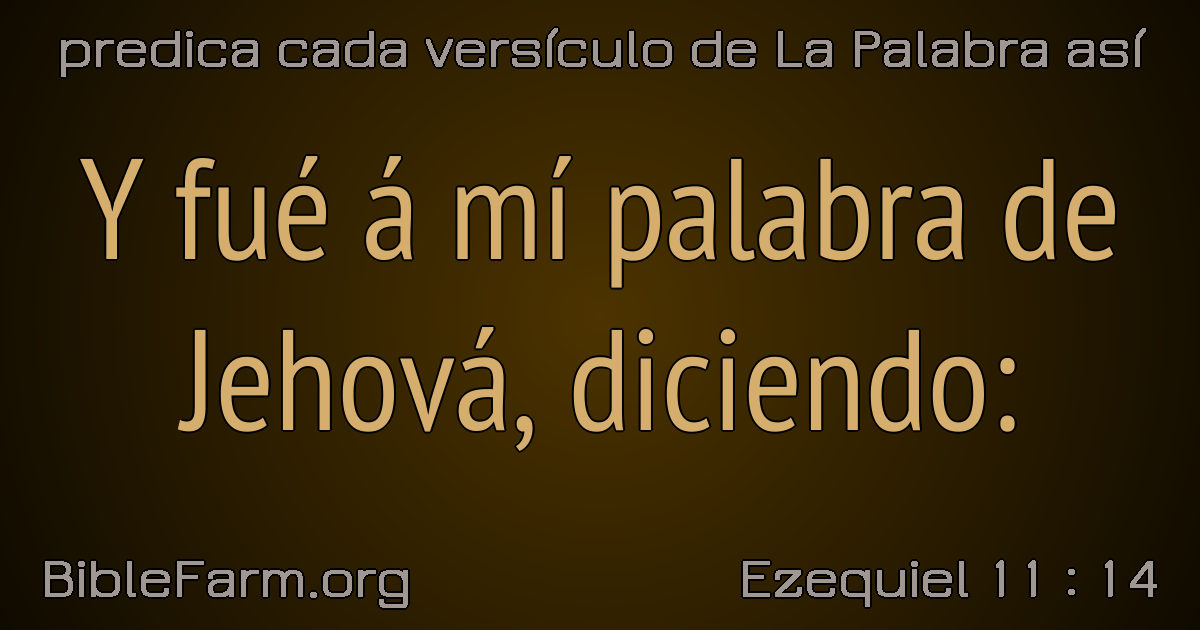 predica cada versículo de La Palabra así
Y fué á mí palabra de
Jehová, diciendo:
BibleFarm.org
Ezequiel 11 : 14